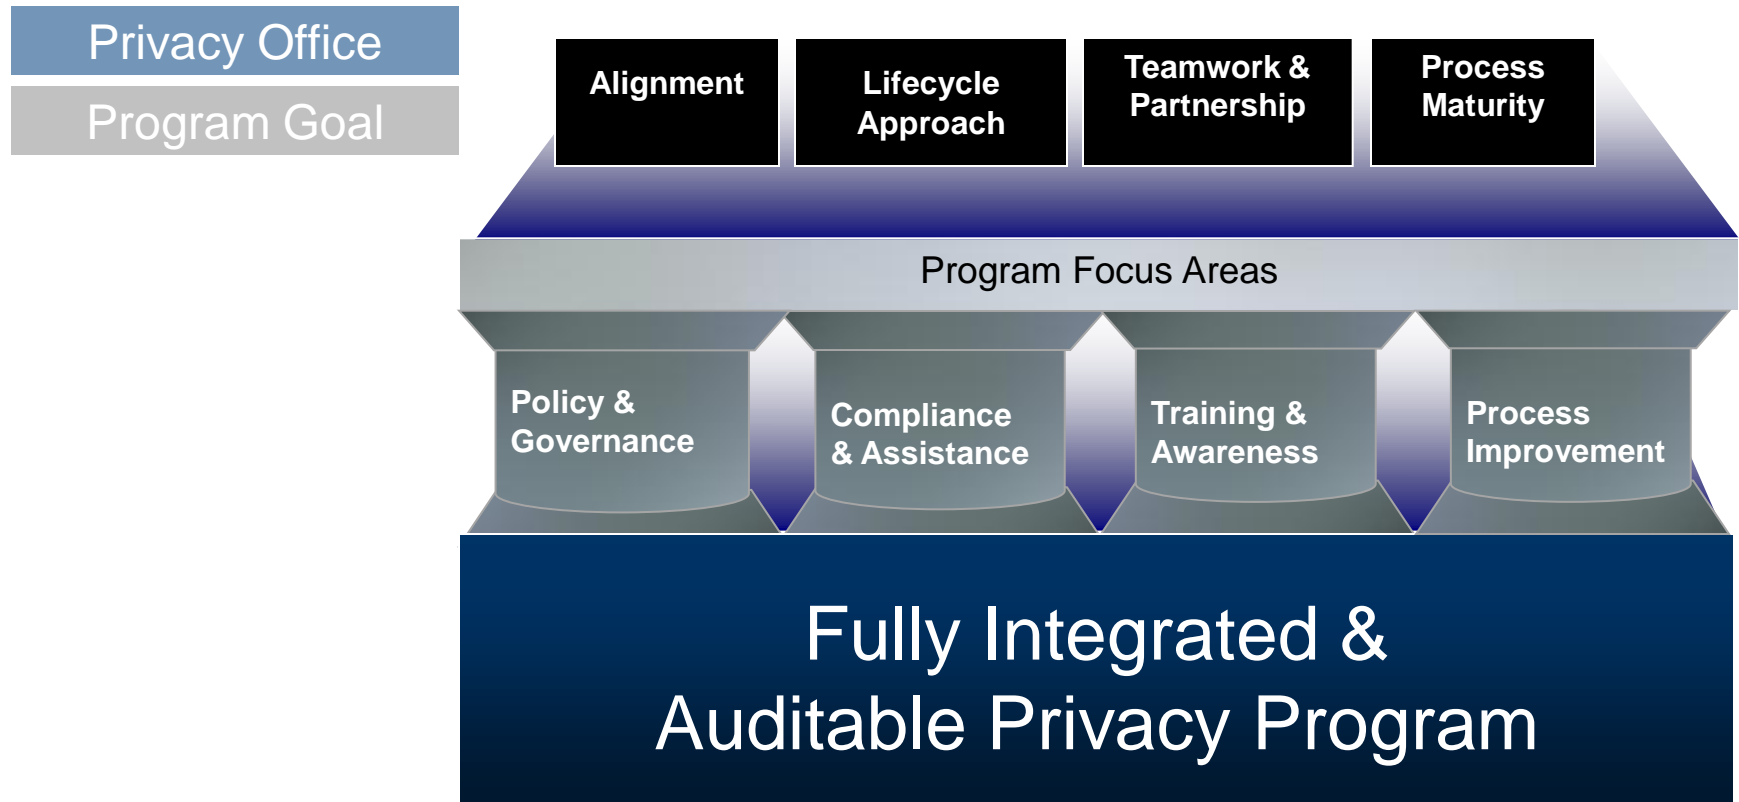 Privacy Office
Program Goal
Alignment
Lifecycle
Approach
Teamwork &
Partnership
Process
Maturity
Program Focus Areas
Policy &
Governance
Compliance
& Assistance
Training &
Awareness
Process
Improvement
Fully Integrated &
Auditable Privacy Program